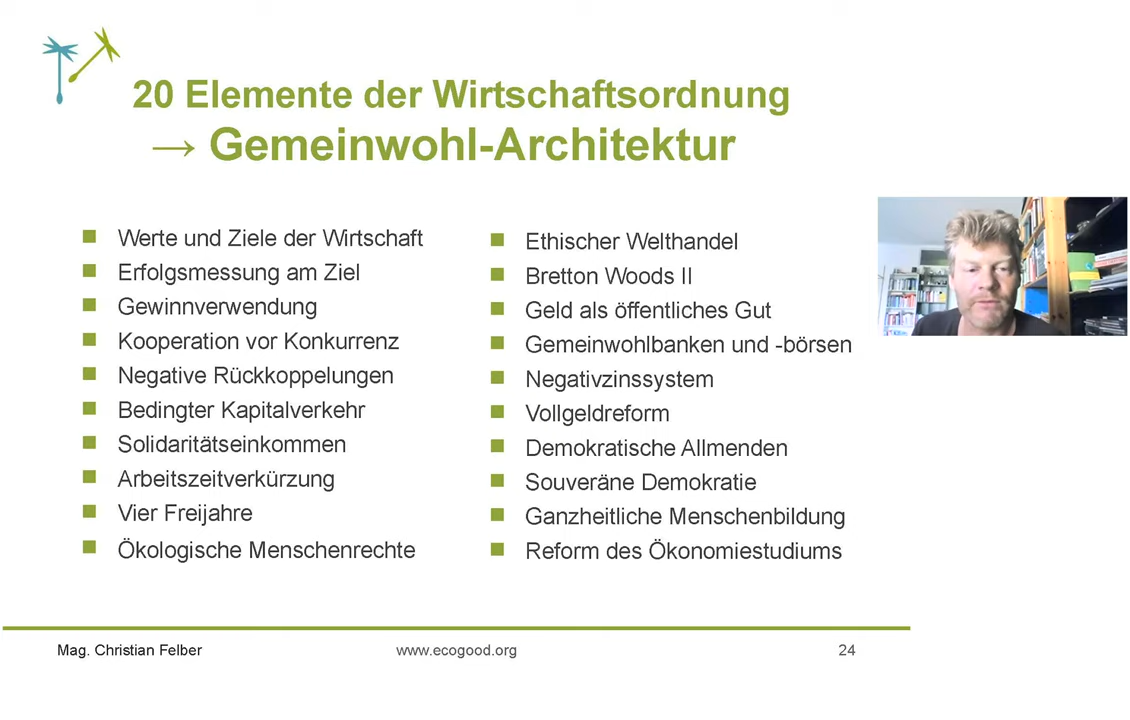 20 Elemente der Wirtschaftsordnung
→ Gemeinwohl-Architektur
Werte und Ziele der Wirtschaft
Erfolgsmessung am Ziel
Gewinnverwendung
Kooperation vor Konkurrenz
Negative Rückkoppelungen
Bedingter Kapitalverkehr
Solidaritätseinkommen
Arbeitszeitverkürzung
Vier Freijahre
Ökologische Menschenrechte
Ethischer Welthandel
Bretton Woods II
Geld als öffentliches Gut
Gemeinwohlbanken und -börsen
Negativzinssystem
Vollgeldreform
Demokratische Allmenden
Souveräne Demokratie
Ganzheitliche Menschenbildung
Reform des Ökonomiestudiums
Mag. Christian Felber
www.ecogood.org
24